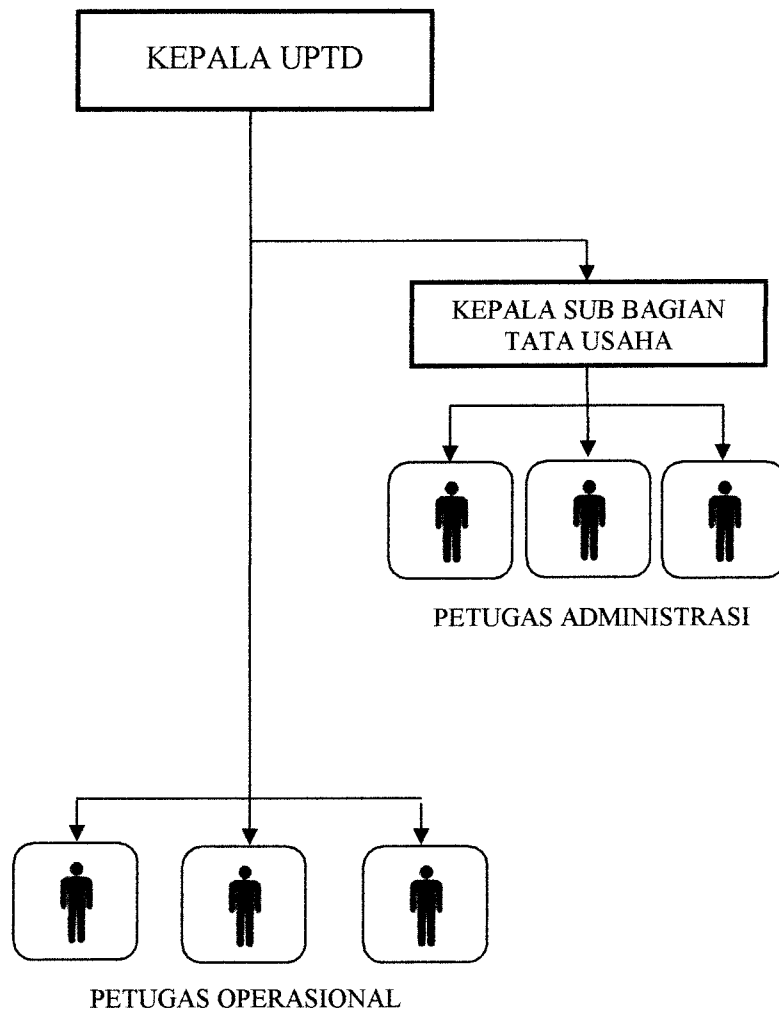 KEPALA UPTD
KEPALA SUB BAGIAN
TATA USAHA
PETUGAS ADMINISTRASI
PETUGAS OPERASIONAL